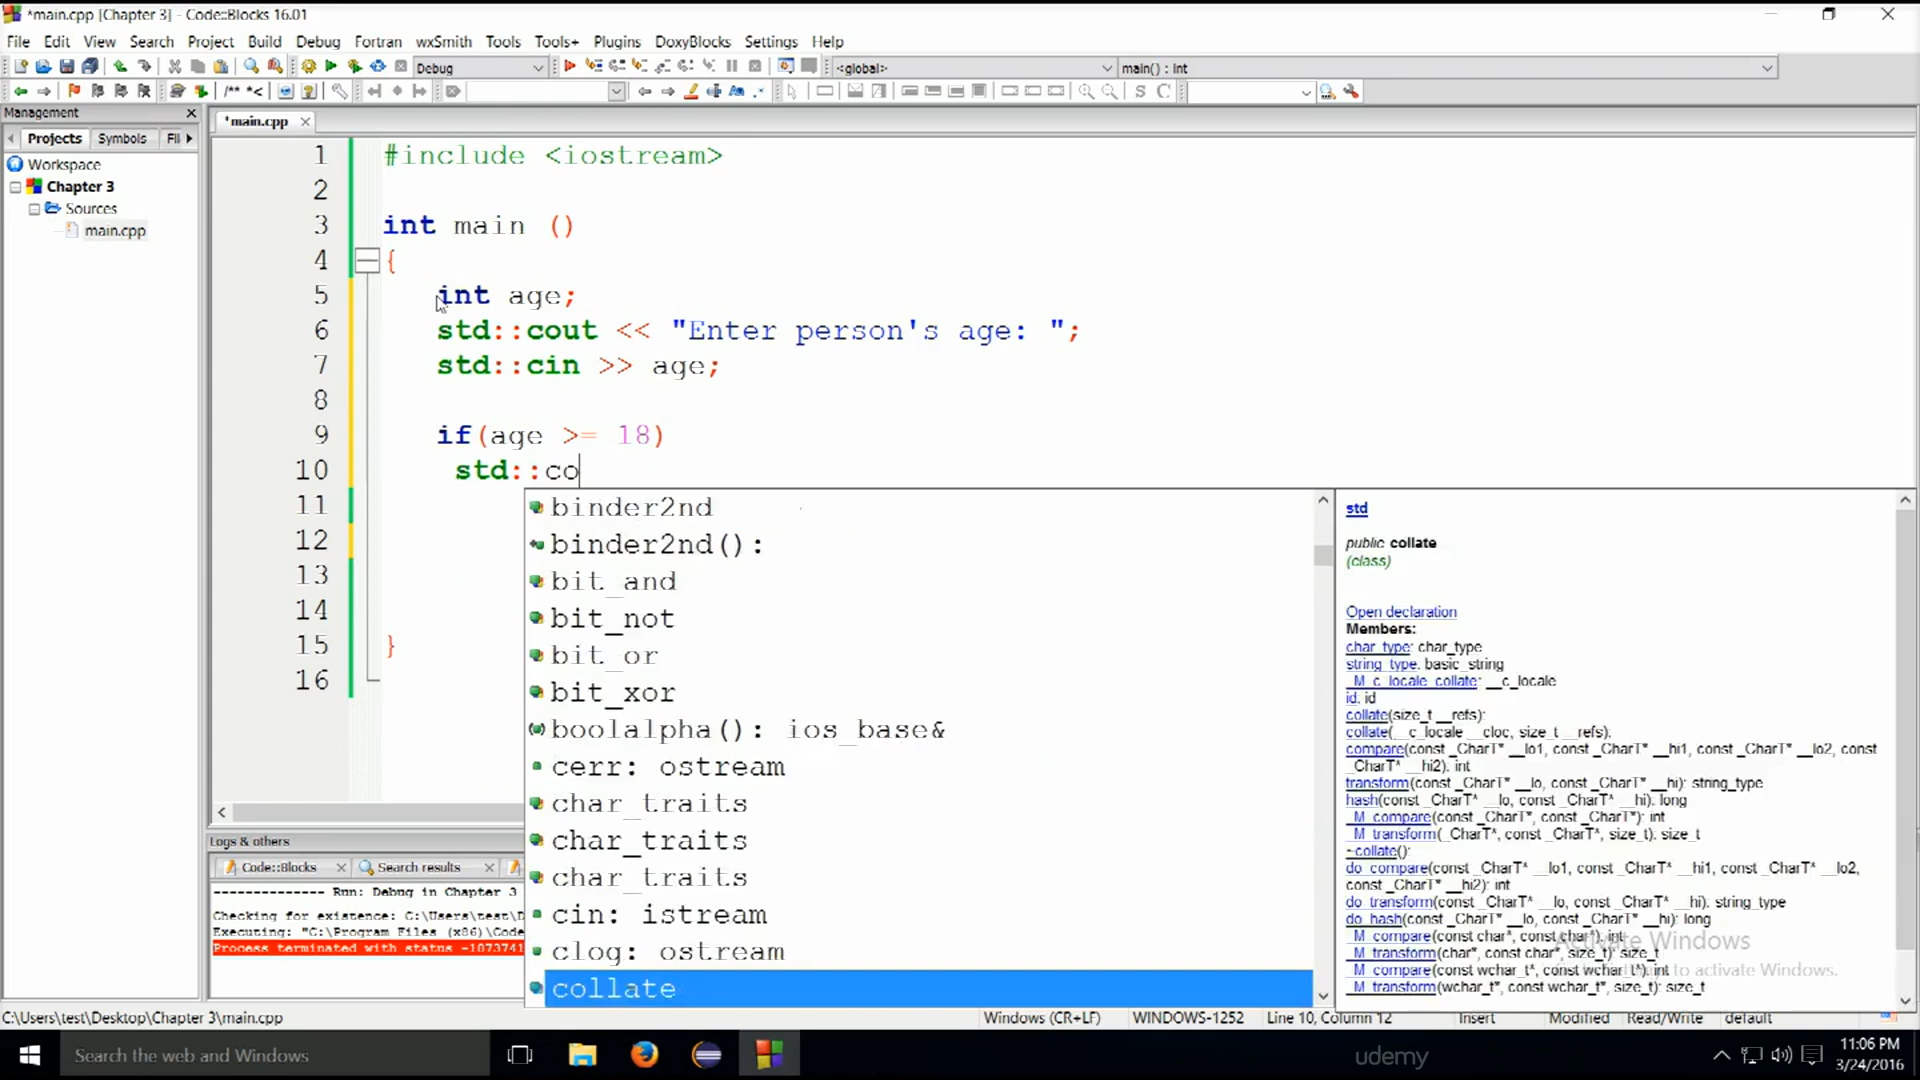 *main.cpp [Chapter 3] - Code::Blocks 16.01
File Edit View Search Project Build Debug Fortran wxSmith Tools Tools+ Plugins DoxyBlocks Settings Help
Debug <global> main() : int
/** *< S C
Management
*main.cpp
Projects Symbols Fil
Workspace
Chapter 3
Sources
main.cpp
1 #include <iostream>
2
3 int main ()
4 {
5 int age;
6 std::cout << "Enter person's age: ";
7 std::cin >> age;
8
9 if(age >= 18)
10 std::co
11
12
13
14
15 }
16
binder2nd
binder2nd():
bit_and
bit_not
bit_or
bit_xor
boolalpha(): ios_base&
cerr: ostream
char_traits
char_traits
char_traits
cin: istream
clog: ostream
collate
std
public collate
(class)
Open declaration
Members:
char_type: char_type
string_type: basic_string
_M_c_locale_collate: __c_locale
id: id
collate(size_t __refs):
collate(__c_locale __cloc, size_t __refs):
compare(const _CharT* __lo1, const _CharT* __hi1, const _CharT* __lo2, const
_CharT* __hi2): int
transform(const _CharT* __lo, const _CharT* __hi): string_type
hash(const _CharT* __lo, const _CharT* __hi): long
_M_compare(const _CharT*, const _CharT*): int
_M_transform(_CharT*, const _CharT*, size_t): size_t
~collate():
do_compare(const _CharT* __lo1, const _CharT* __hi1, const _CharT* __lo2,
const _CharT* __hi2): int
do_transform(const _CharT* __lo, const _CharT* __hi): string_type
do_hash(const _CharT* __lo, const _CharT* __hi): long
_M_compare(const char*, const char*): int
_M_transform(char*, const char*, size_t): size_t
_M_compare(const wchar_t*, const wchar_t*): int
_M_transform(wchar_t*, const wchar_t*, size_t): size_t
Activate Windows
to activate Windows.
Logs & others
Code::Blocks Search results
-------------- Run: Debug in Chapter 3
Checking for existence: C:\Users\test\D
Executing: "C:\Program Files (x86)\Code
Process terminated with status -1073741
C:\Users\test\Desktop\Chapter 3\main.cpp Windows (CR+LF) WINDOWS-1252 Line 10, Column 12 Insert Modified Read/Write default
Search the web and Windows
udemy
11:06 PM
3/24/2016